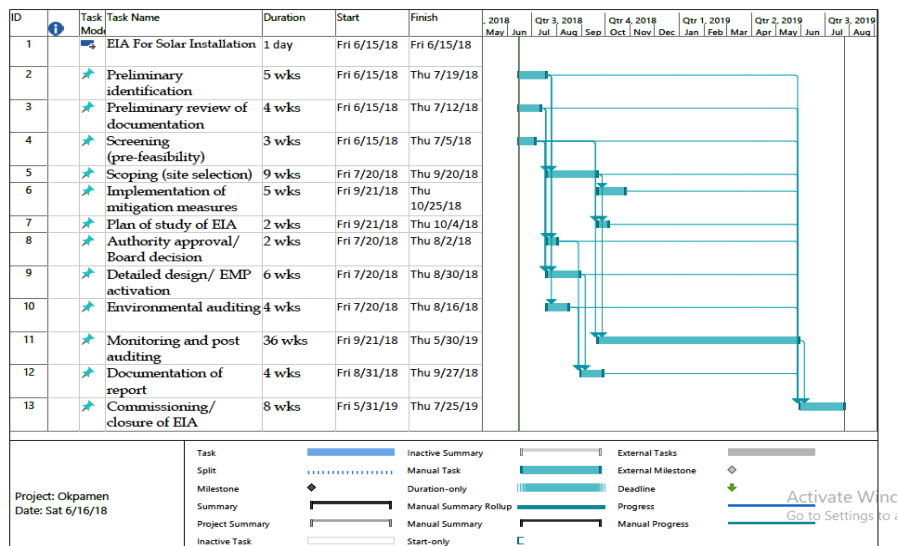 ID Task Mode Task Name Duration Start Finish
, 2018 Qtr 3, 2018 Qtr 4, 2018 Qtr 1, 2019 Qtr 2, 2019 Qtr 3, 2019
May Jun Jul Aug Sep Oct Nov Dec Jan Feb Mar Apr May Jun Jul Aug
1 EIA For Solar Installation 1 day Fri 6/15/18 Fri 6/15/18
2 Preliminary identification 5 wks Fri 6/15/18 Thu 7/19/18
3 Preliminary review of documentation 4 wks Fri 6/15/18 Thu 7/12/18
4 Screening (pre-feasibility) 3 wks Fri 6/15/18 Thu 7/5/18
5 Scoping (site selection) 9 wks Fri 7/20/18 Thu 9/20/18
6 Implementation of mitigation measures 5 wks Fri 9/21/18 Thu 10/25/18
7 Plan of study of EIA 2 wks Fri 9/21/18 Thu 10/4/18
8 Authority approval/ Board decision 2 wks Fri 7/20/18 Thu 8/2/18
9 Detailed design/ EMP activation 6 wks Fri 7/20/18 Thu 8/30/18
10 Environmental auditing 4 wks Fri 7/20/18 Thu 8/16/18
11 Monitoring and post auditing 36 wks Fri 9/21/18 Thu 5/30/19
12 Documentation of report 4 wks Fri 8/31/18 Thu 9/27/18
13 Commissioning/ closure of EIA 8 wks Fri 5/31/19 Thu 7/25/19
Project: Okpamen
Date: Sat 6/16/18
Task Inactive Summary External Tasks
Split Manual Task External Milestone
Milestone Duration-only Deadline
Summary Manual Summary Rollup Progress
Project Summary Manual Summary Manual Progress
Inactive Task Start-only
Activate Winc
Go to Settings to a